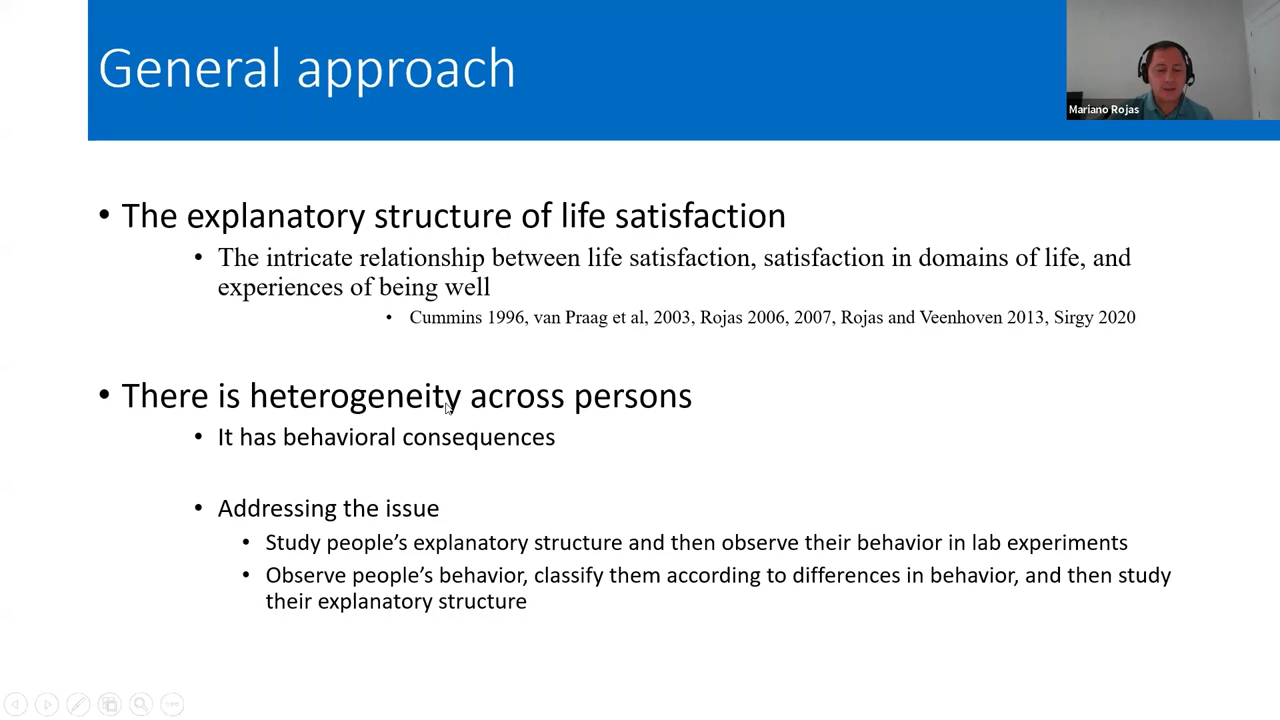 General approach
Mariano Rojas
• The explanatory structure of life satisfaction
• The intricate relationship between life satisfaction, satisfaction in domains of life, and
experiences of being well
• Cummins 1996, van Praag et al, 2003, Rojas 2006, 2007, Rojas and Veenhoven 2013, Sirgy 2020
• There is heterogeneity across persons
• It has behavioral consequences
• Addressing the issue
• Study people’s explanatory structure and then observe their behavior in lab experiments
• Observe people’s behavior, classify them according to differences in behavior, and then study
their explanatory structure